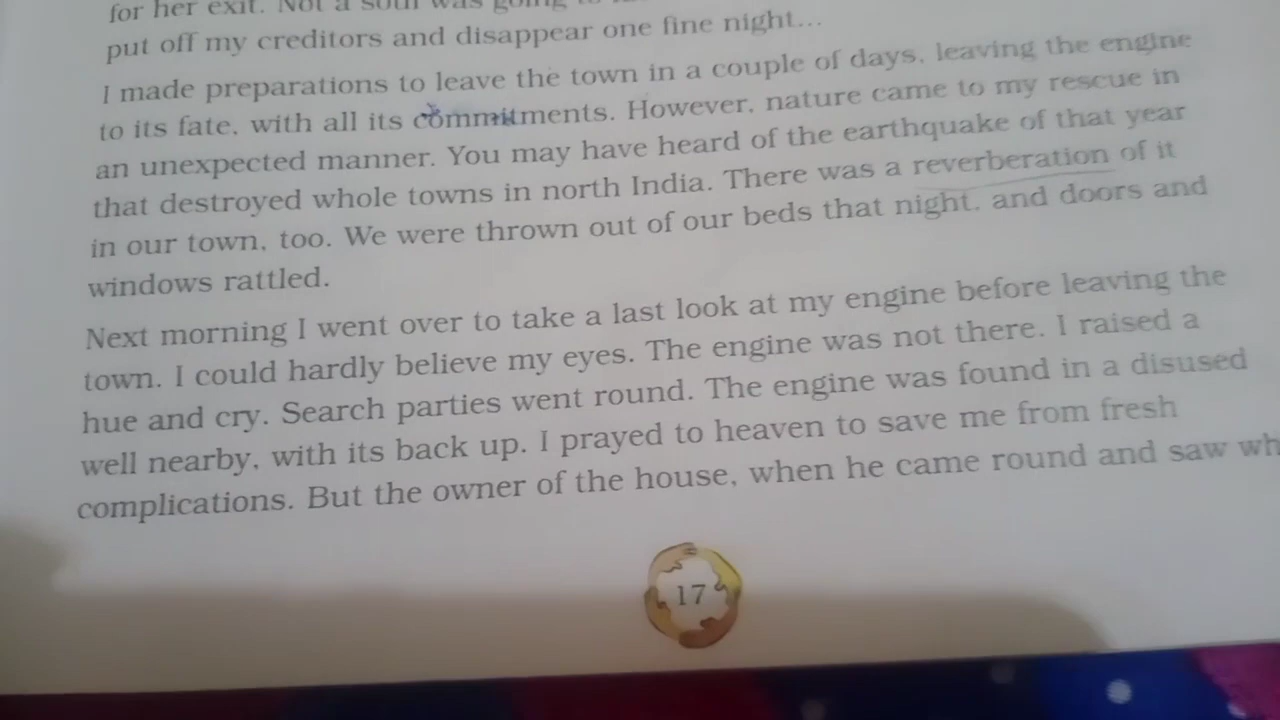 for her exit. Not a soul was going to
put off my creditors and disappear one fine night...
I made preparations to leave the town in a couple of days, leaving the engine
to its fate, with all its commitments. However, nature came to my rescue in
an unexpected manner. You may have heard of the earthquake of that year
that destroyed whole towns in north India. There was a reverberation of it
in our town, too. We were thrown out of our beds that night, and doors and
windows rattled.
Next morning I went over to take a last look at my engine before leaving the
town. I could hardly believe my eyes. The engine was not there. I raised a
hue and cry. Search parties went round. The engine was found in a disused
well nearby, with its back up. I prayed to heaven to save me from fresh
complications. But the owner of the house, when he came round and saw
17